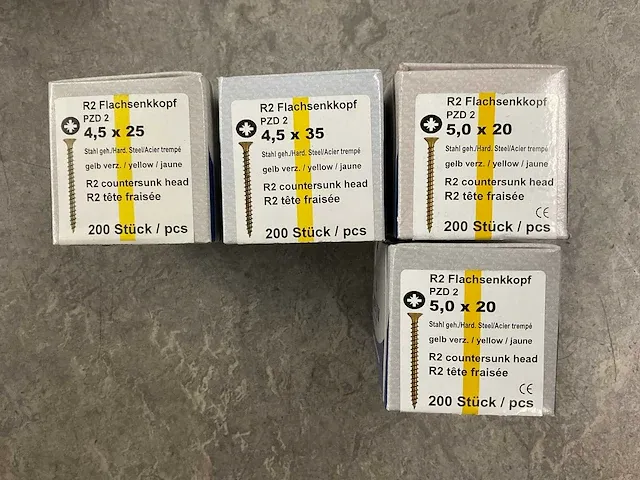 R2 Flachsenkkopf
PZD 2
4,5 x 25
Stahl geh./Hard. Steel/Acier trempé
gelb verz. / yellow / jaune
R2 countersunk head
R2 tête fraisée
200 Stück / pcs
R2 Flachsenkkopf
PZD 2
4,5 x 35
Stahl geh./Hard. Steel/Acier trempé
gelb verz. / yellow / jaune
R2 countersunk head
R2 tête fraisée
200 Stück / pcs
R2 Flachsenkkopf
PZD 2
5,0 x 20
Stahl geh./Hard. Steel/Acier trempé
gelb verz. / yellow / jaune
R2 countersunk head
R2 tête fraisée
CE
200 Stück / pcs
R2 Flachsenkkopf
PZD 2
5,0 x 20
Stahl geh./Hard. Steel/Acier trempé
gelb verz. / yellow / jaune
R2 countersunk head
R2 tête fraisée
CE
200 Stück / pcs